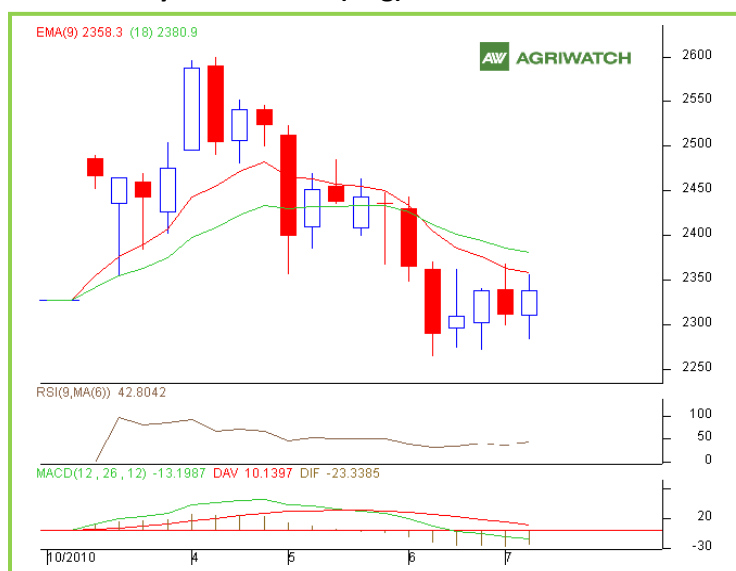 EMA(9) 2358.3 (18) 2380.9
AW AGRIWATCH
2600
2550
2500
2450
2400
2350
2300
2250
RSI(9,MA(6)) 42.8042
100
50
0
MACD(12 , 26 , 12) -13.1987 DAV 10.1397 DIF -23.3385
20
-30
10/2010 4 5 6 7